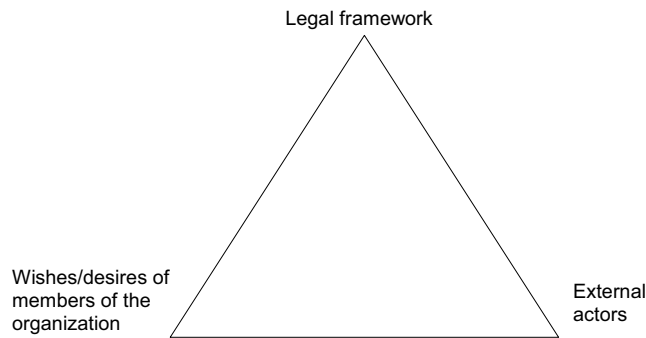 Legal framework
Wishes/desires of
members of the
organization
External
actors